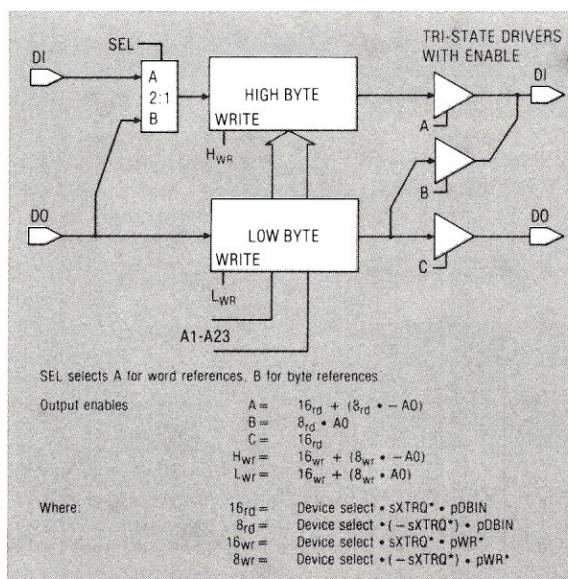 SEL
TRI-STATE DRIVERS
WITH ENABLE
DI
DI
A
2:1
B
HIGH BYTE
WRITE
A
H_WR
B
DO
DO
LOW BYTE
WRITE
C
L_WR
A1-A23
SEL selects A for word references, B for byte references.
Output enables A = 16rd + (8rd • − A0)
B = 8rd • A0
C = 16rd
Hwr = 16wr + (8wr • − A0)
Lwr = 16wr + (8wr • A0)
Where: 16rd = Device select • sXTRQ* • pDBIN
8rd = Device select • (− sXTRQ*) • pDBIN
16wr = Device select • sXTRQ* • pWR*
8wr = Device select • (− sXTRQ*) • pWR*